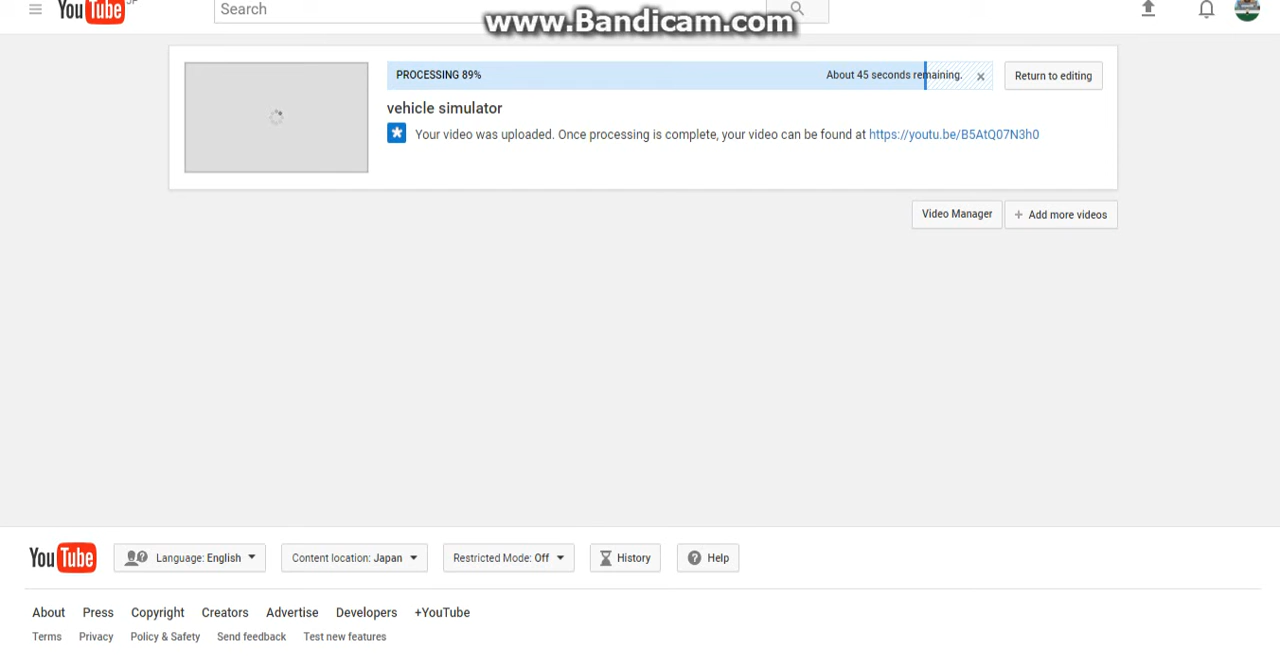 YouTube
Search
www.Bandicam.com
PROCESSING 89%
About 45 seconds remaining.
Return to editing
vehicle simulator
Your video was uploaded. Once processing is complete, your video can be found at https://youtu.be/B5AtQ07N3h0
Video Manager
+ Add more videos
YouTube
Language: English
Content location: Japan
Restricted Mode: Off
History
Help
About Press Copyright Creators Advertise Developers +YouTube
Terms Privacy Policy & Safety Send feedback Test new features